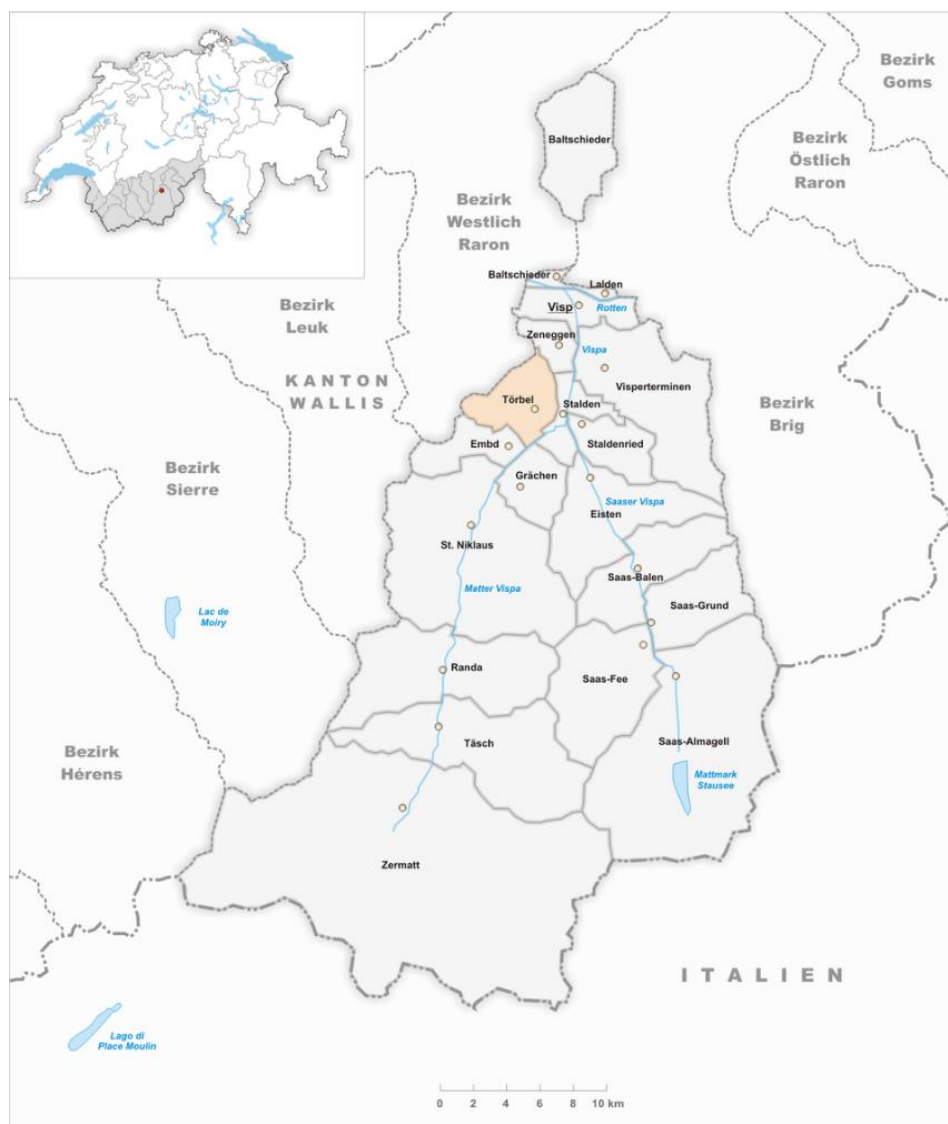 Bezirk
Goms
Baltschieder
Bezirk
Östlich
Raron
Bezirk
Westlich
Raron
Baltschieder
Lalden
Bezirk
Leuk
Visp
Rotten
Zeneggen
Vispa
KANTON
WALLIS
Visperterminen
Törbel
Stalden
Bezirk
Brig
Embd
Staldenried
Bezirk
Sierre
Grächen
Saaser Vispa
Eisten
St. Niklaus
Saas-Balen
Matter Vispa
Saas-Grund
Lac de
Moiry
Randa
Saas-Fee
Täsch
Saas-Almagell
Bezirk
Hérens
Mattmark
Stausee
Zermatt
ITALIEN
Lago di
Place Moulin
0 2 4 6 8 10 km